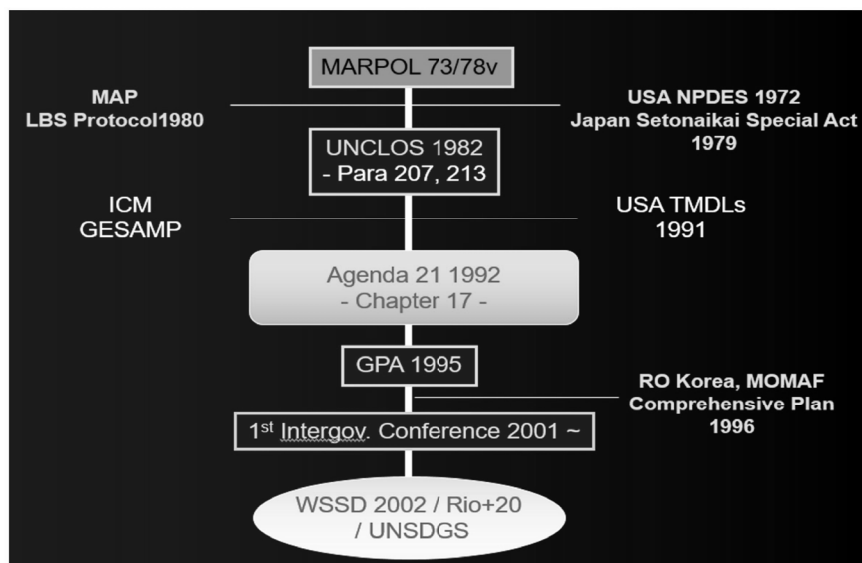 MARPOL 73/78v
MAP
LBS Protocol1980
USA NPDES 1972
Japan Setonaikai Special Act
1979
UNCLOS 1982
- Para 207, 213
ICM
GESAMP
USA TMDLs
1991
Agenda 21 1992
- Chapter 17 -
GPA 1995
RO Korea, MOMAF
Comprehensive Plan
1996
1st Intergov. Conference 2001 ~
WSSD 2002 / Rio+20
/ UNSDGS